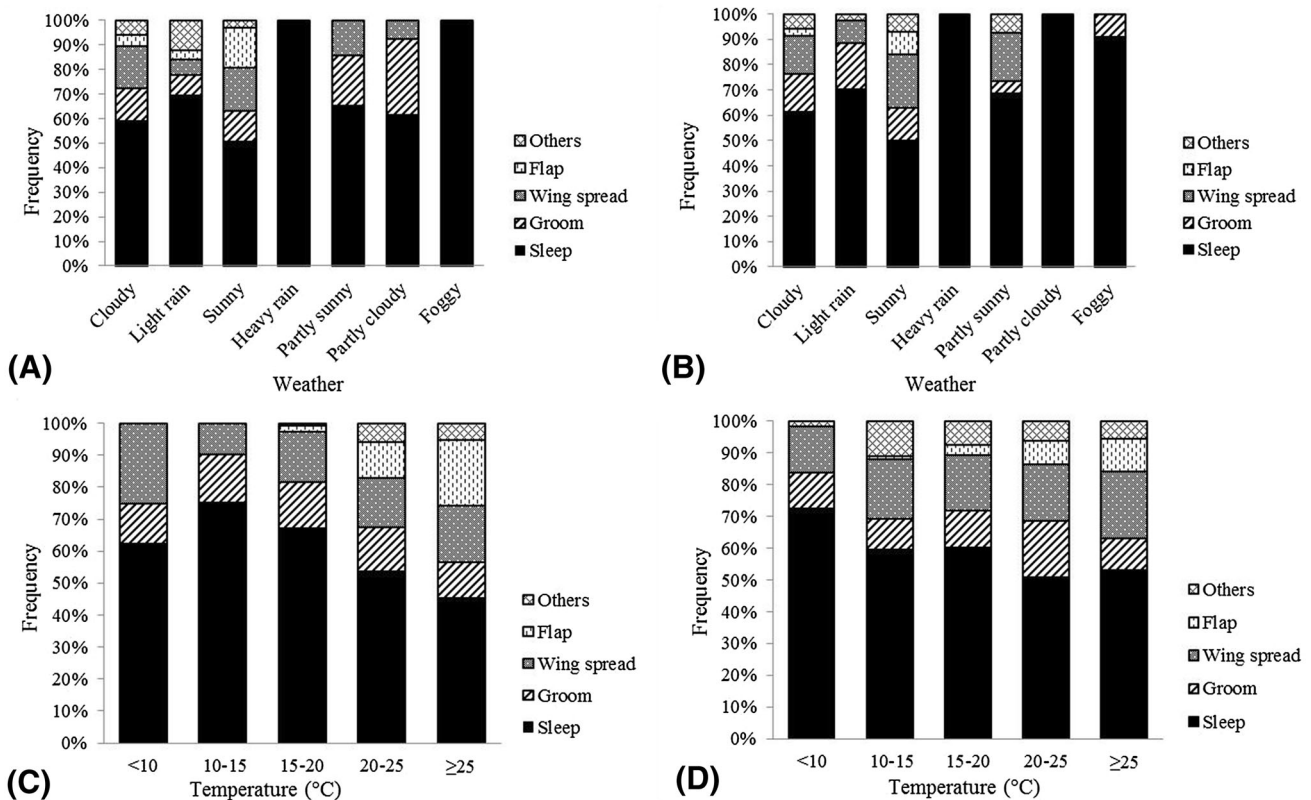 100%
90%
80%
70%
60%
50%
40%
30%
20%
10%
0%
Frequency
Cloudy
Light rain
Sunny
Heavy rain
Partly sunny
Partly cloudy
Foggy
Weather
Others
Flap
Wing spread
Groom
Sleep
(A)
100%
90%
80%
70%
60%
50%
40%
30%
20%
10%
0%
Frequency
Cloudy
Light rain
Sunny
Heavy rain
Partly sunny
Partly cloudy
Foggy
Weather
Others
Flap
Wing spread
Groom
Sleep
(B)
100%
90%
80%
70%
60%
50%
40%
30%
20%
10%
0%
Frequency
<10 10-15 15-20 20-25 ≥25
Temperature (°C)
Others
Flap
Wing spread
Groom
Sleep
(C)
100%
90%
80%
70%
60%
50%
40%
30%
20%
10%
0%
Frequency
<10 10-15 15-20 20-25 ≥25
Temperature (°C)
Others
Flap
Wing spread
Groom
Sleep
(D)